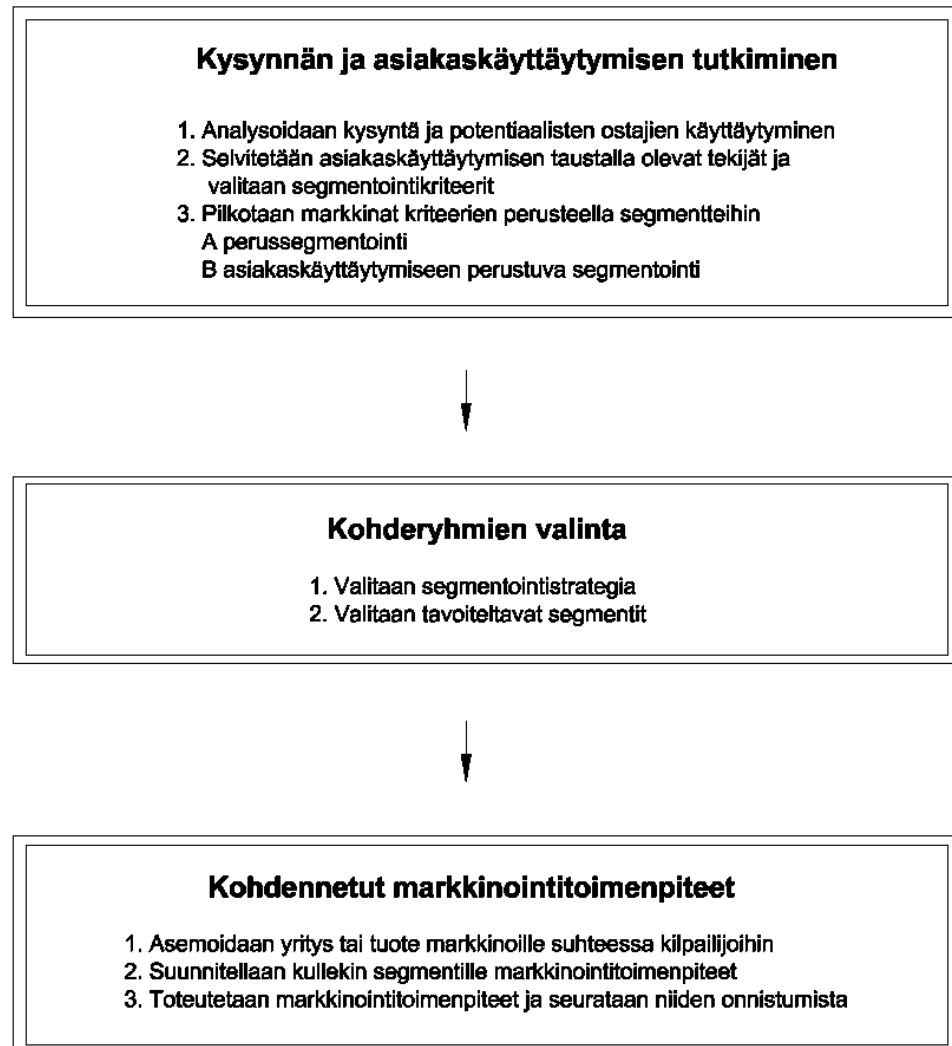 Kysynnän ja asiakaskäyttäytymisen tutkiminen
1. Analysoidaan kysyntä ja potentiaalisten ostajien käyttäytyminen
2. Selvitetään asiakaskäyttäytymisen taustalla olevat tekijät ja
valitaan segmentointikriteerit
3. Pilkotaan markkinat kriteerien perusteella segmentteihin
A perussegmentointi
B asiakaskäyttäytymiseen perustuva segmentointi
Kohderyhmien valinta
1. Valitaan segmentointistrategia
2. Valitaan tavoiteltavat segmentit
Kohdennetut markkinointitoimenpiteet
1. Asemoidaan yritys tai tuote markkinoille suhteessa kilpailijoihin
2. Suunnitellaan kullekin segmentille markkinointitoimenpiteet
3. Toteutetaan markkinointitoimenpiteet ja seurataan niiden onnistumista